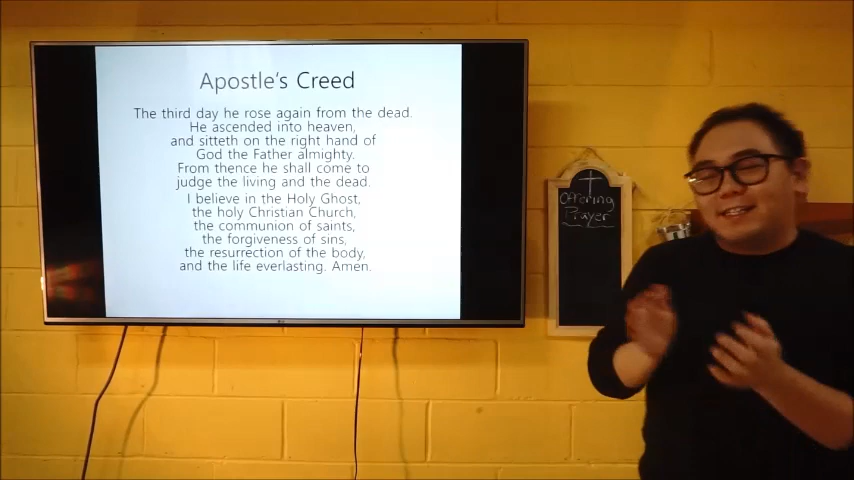 Apostle's Creed
The third day he rose again from the dead.
He ascended into heaven,
and sitteth on the right hand of
God the Father almighty.
From thence he shall come to
judge the living and the dead.
I believe in the Holy Ghost,
the holy Christian Church,
the communion of saints,
the forgiveness of sins,
the resurrection of the body,
and the life everlasting. Amen.
Offering
Prayer
LG